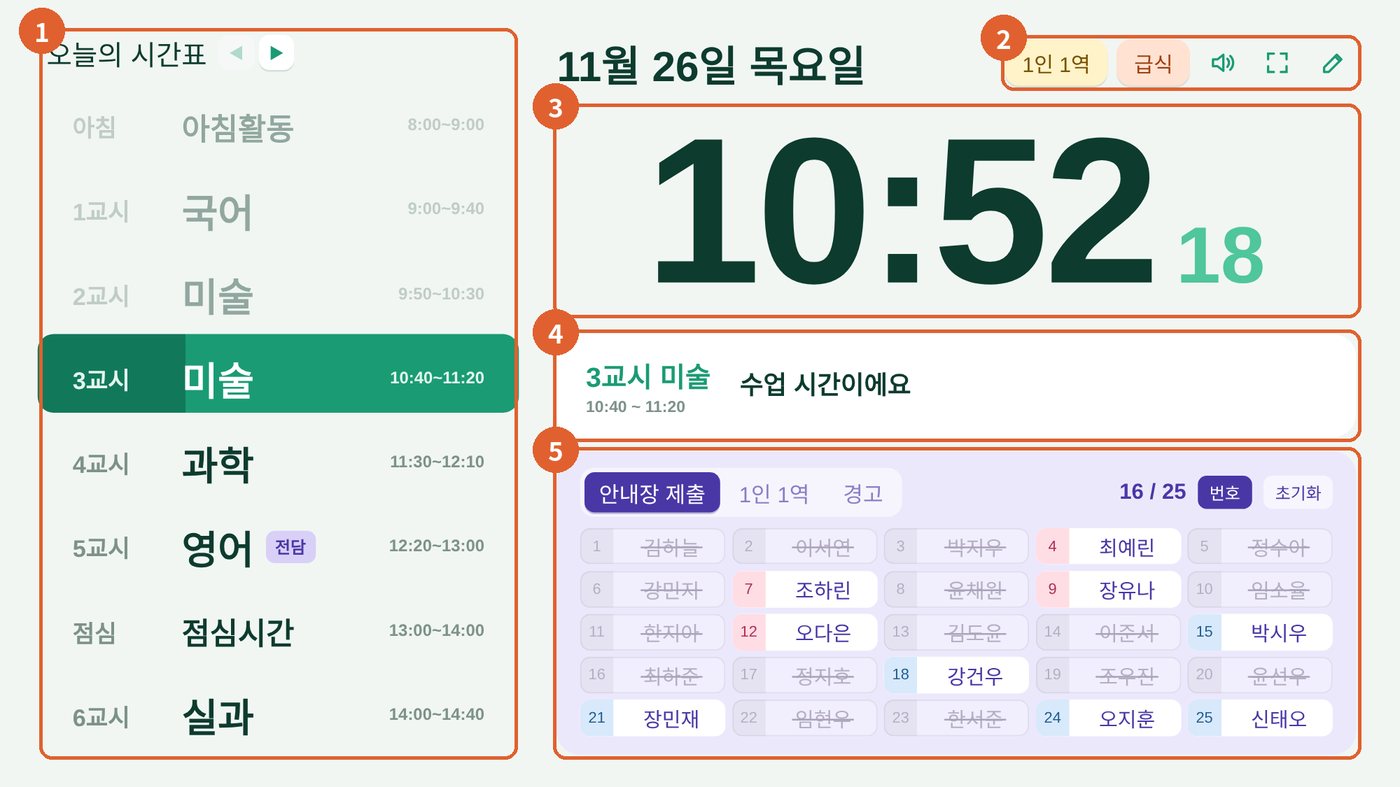 1
오늘의 시간표 ◀ ▶
아침 아침활동 8:00~9:00
1교시 국어 9:00~9:40
2교시 미술 9:50~10:30
3교시 미술 10:40~11:20
4교시 과학 11:30~12:10
5교시 영어 전담 12:20~13:00
점심 점심시간 13:00~14:00
6교시 실과 14:00~14:40
11월 26일 목요일
2
1인 1역 급식
3
10:52 18
4
3교시 미술 수업 시간이에요
10:40 ~ 11:20
5
안내장 제출 1인 1역 경고 16 / 25 번호 초기화
1 김하늘 2 이서연 3 박지우 4 최예린 5 정수아
6 강민지 7 조하린 8 윤채원 9 장유나 10 임소율
11 한지아 12 오다은 13 김도윤 14 이준서 15 박시우
16 최하준 17 정지호 18 강건우 19 조우진 20 윤선우
21 장민재 22 임현우 23 한서준 24 오지훈 25 신태오